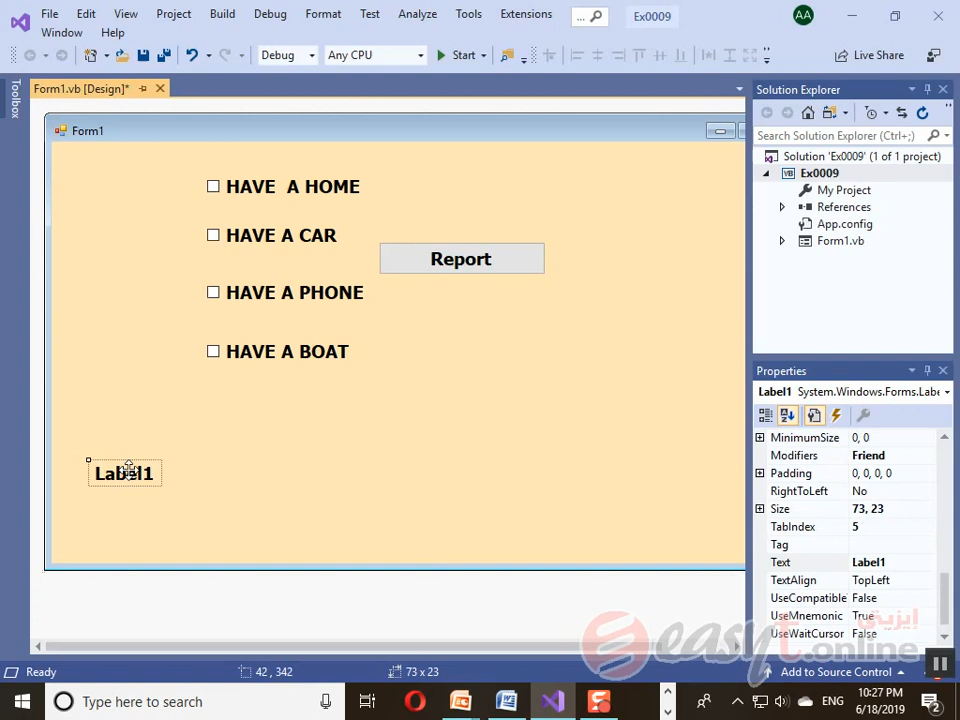 File Edit View Project Build Debug Format Test Analyze Tools Extensions ... Ex0009 AA
Window Help
Debug Any CPU Start Live Share
Toolbox
Form1.vb [Design]*
Form1
HAVE  A HOME
HAVE A CAR
Report
HAVE A PHONE
HAVE A BOAT
Label1
Solution Explorer
Search Solution Explorer (Ctrl+;)
Solution 'Ex0009' (1 of 1 project)
VB Ex0009
My Project
References
App.config
Form1.vb
Properties
Label1 System.Windows.Forms.Labe
MinimumSize 0, 0
Modifiers Friend
Padding 0, 0, 0, 0
RightToLeft No
Size 73, 23
TabIndex 5
Tag
Text Label1
TextAlign TopLeft
UseCompatible False
UseMnemonic True
UseWaitCursor False
إيزيتي
easyt.online
Ready 42 , 342 73 x 23 Add to Source Control
Type here to search
ENG
10:27 PM
6/18/2019
2